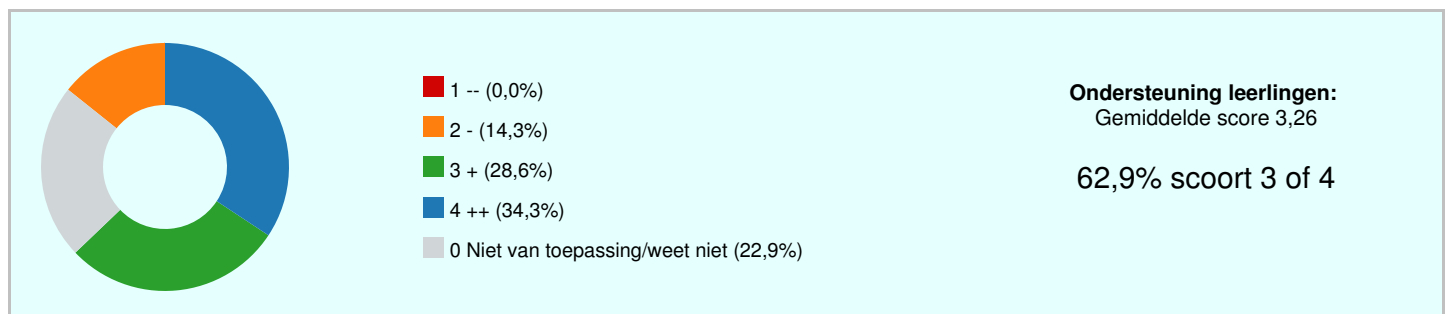 1 -- (0,0%)
2 - (14,3%)
3 + (28,6%)
4 ++ (34,3%)
0 Niet van toepassing/weet niet (22,9%)
Ondersteuning leerlingen:
Gemiddelde score 3,26
62,9% scoort 3 of 4